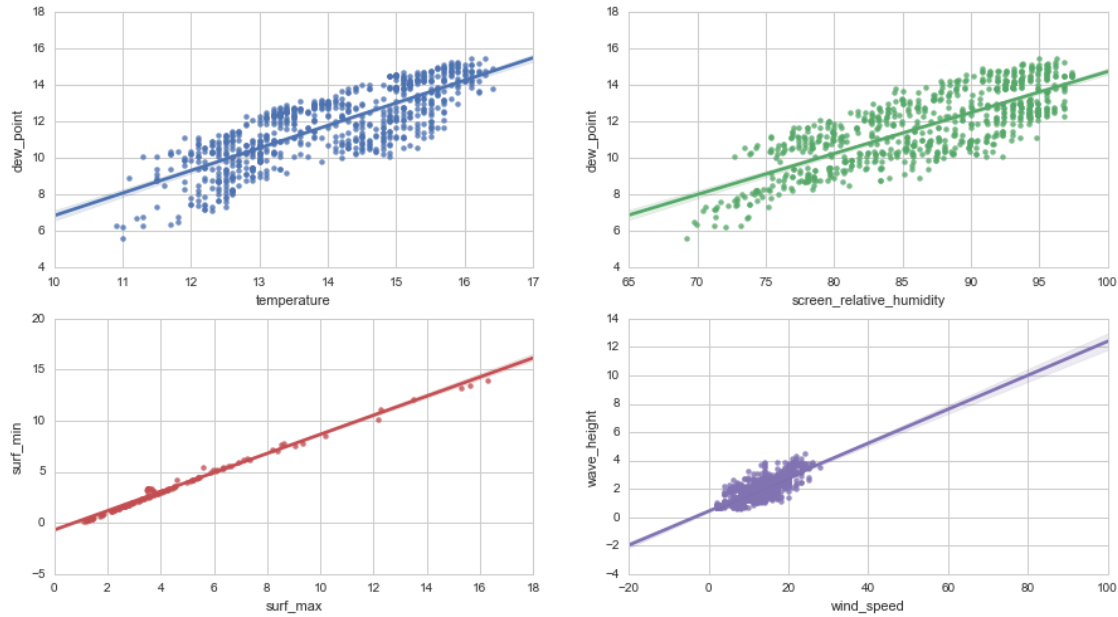 18
16
14
12
10
8
6
4
dew_point
10 11 12 13 14 15 16 17
temperature
18
16
14
12
10
8
6
4
dew_point
65 70 75 80 85 90 95 100
screen_relative_humidity
20
15
10
5
0
−5
surf_min
0 2 4 6 8 10 12 14 16 18
surf_max
14
12
10
8
6
4
2
0
−2
−4
wave_height
−20 0 20 40 60 80 100
wind_speed